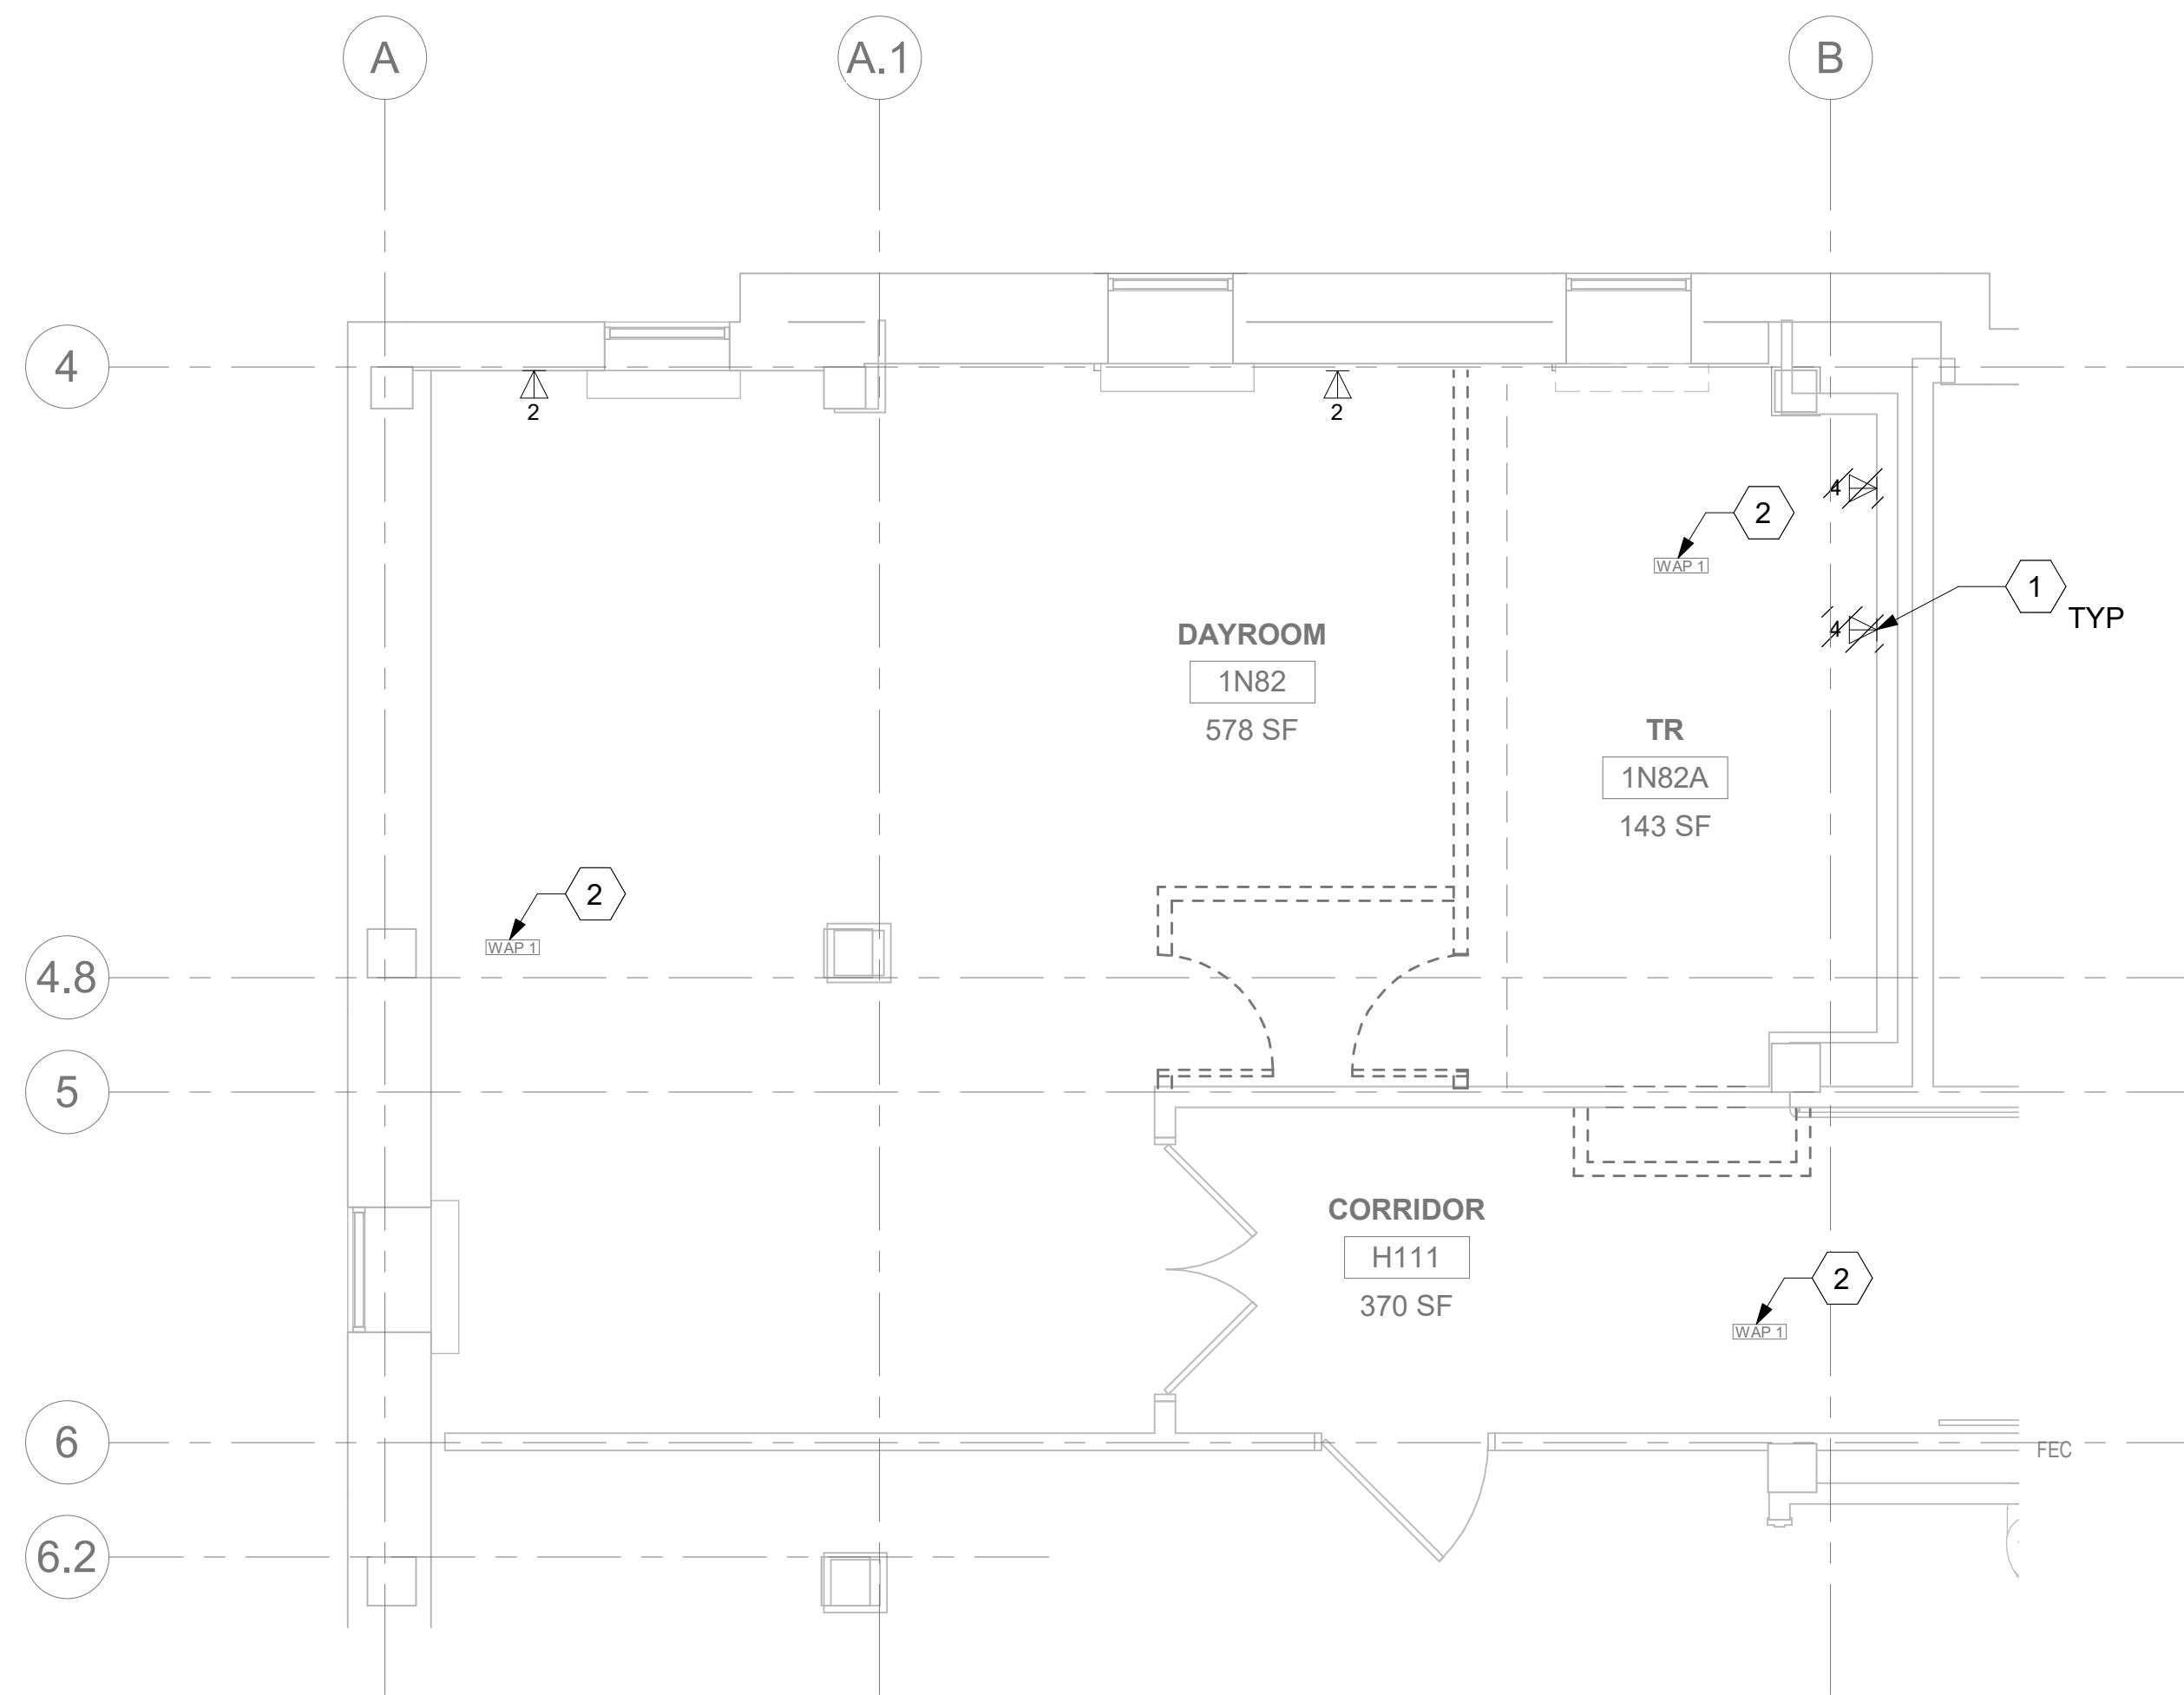 A
A.1
B
4
2
2
4
2
WAP 1
1
TYP
4
DAYROOM
1N82
578 SF
TR
1N82A
143 SF
2
WAP 1
4.8
5
CORRIDOR
H111
370 SF
2
WAP 1
6
FEC
6.2